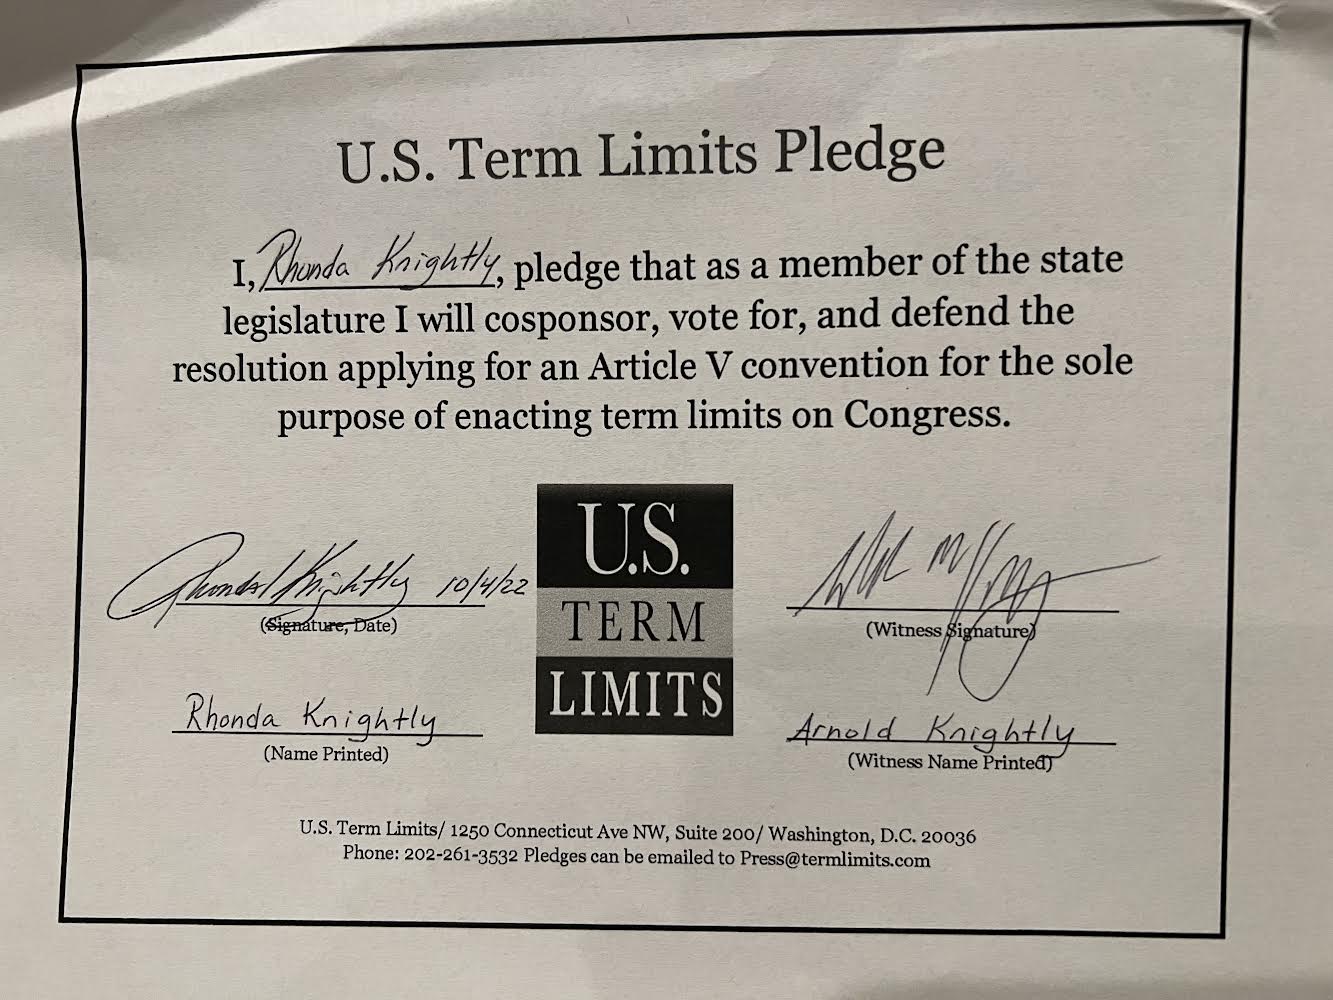 U.S. Term Limits Pledge
I, Rhonda Knightly, pledge that as a member of the state
legislature I will cosponsor, vote for, and defend the
resolution applying for an Article V convention for the sole
purpose of enacting term limits on Congress.
U.S.
TERM
LIMITS
Rhonda Knightly 10/4/22
(Signature, Date)
(Witness Signature)
Rhonda Knightly
(Name Printed)
Arnold Knightly
(Witness Name Printed)
U.S. Term Limits/ 1250 Connecticut Ave NW, Suite 200/ Washington, D.C. 20036
Phone: 202-261-3532 Pledges can be emailed to Press@termlimits.com